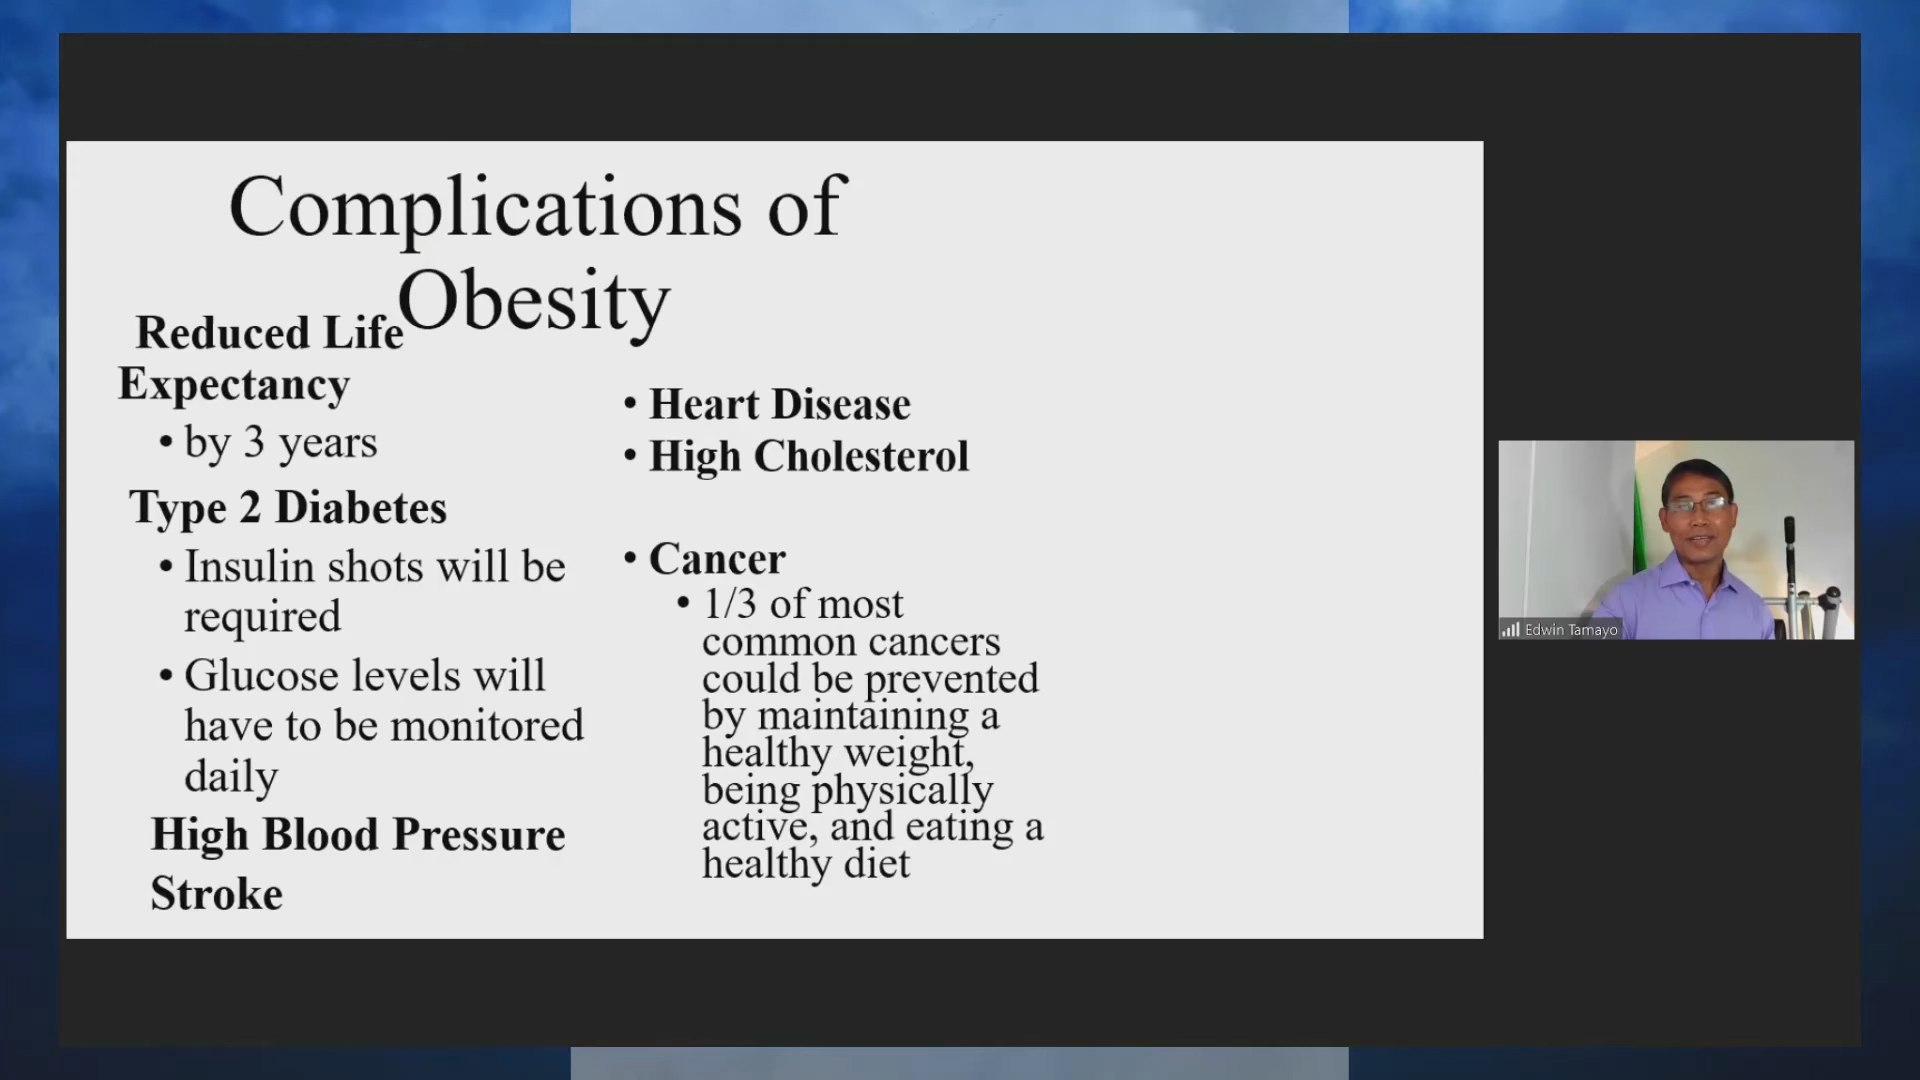 Complications of
Obesity
Reduced Life
Expectancy
• by 3 years
Type 2 Diabetes
• Insulin shots will be
required
• Glucose levels will
have to be monitored
daily
High Blood Pressure
Stroke
• Heart Disease
• High Cholesterol
• Cancer
• 1/3 of most
common cancers
could be prevented
by maintaining a
healthy weight,
being physically
active, and eating a
healthy diet
Edwin Tamayo